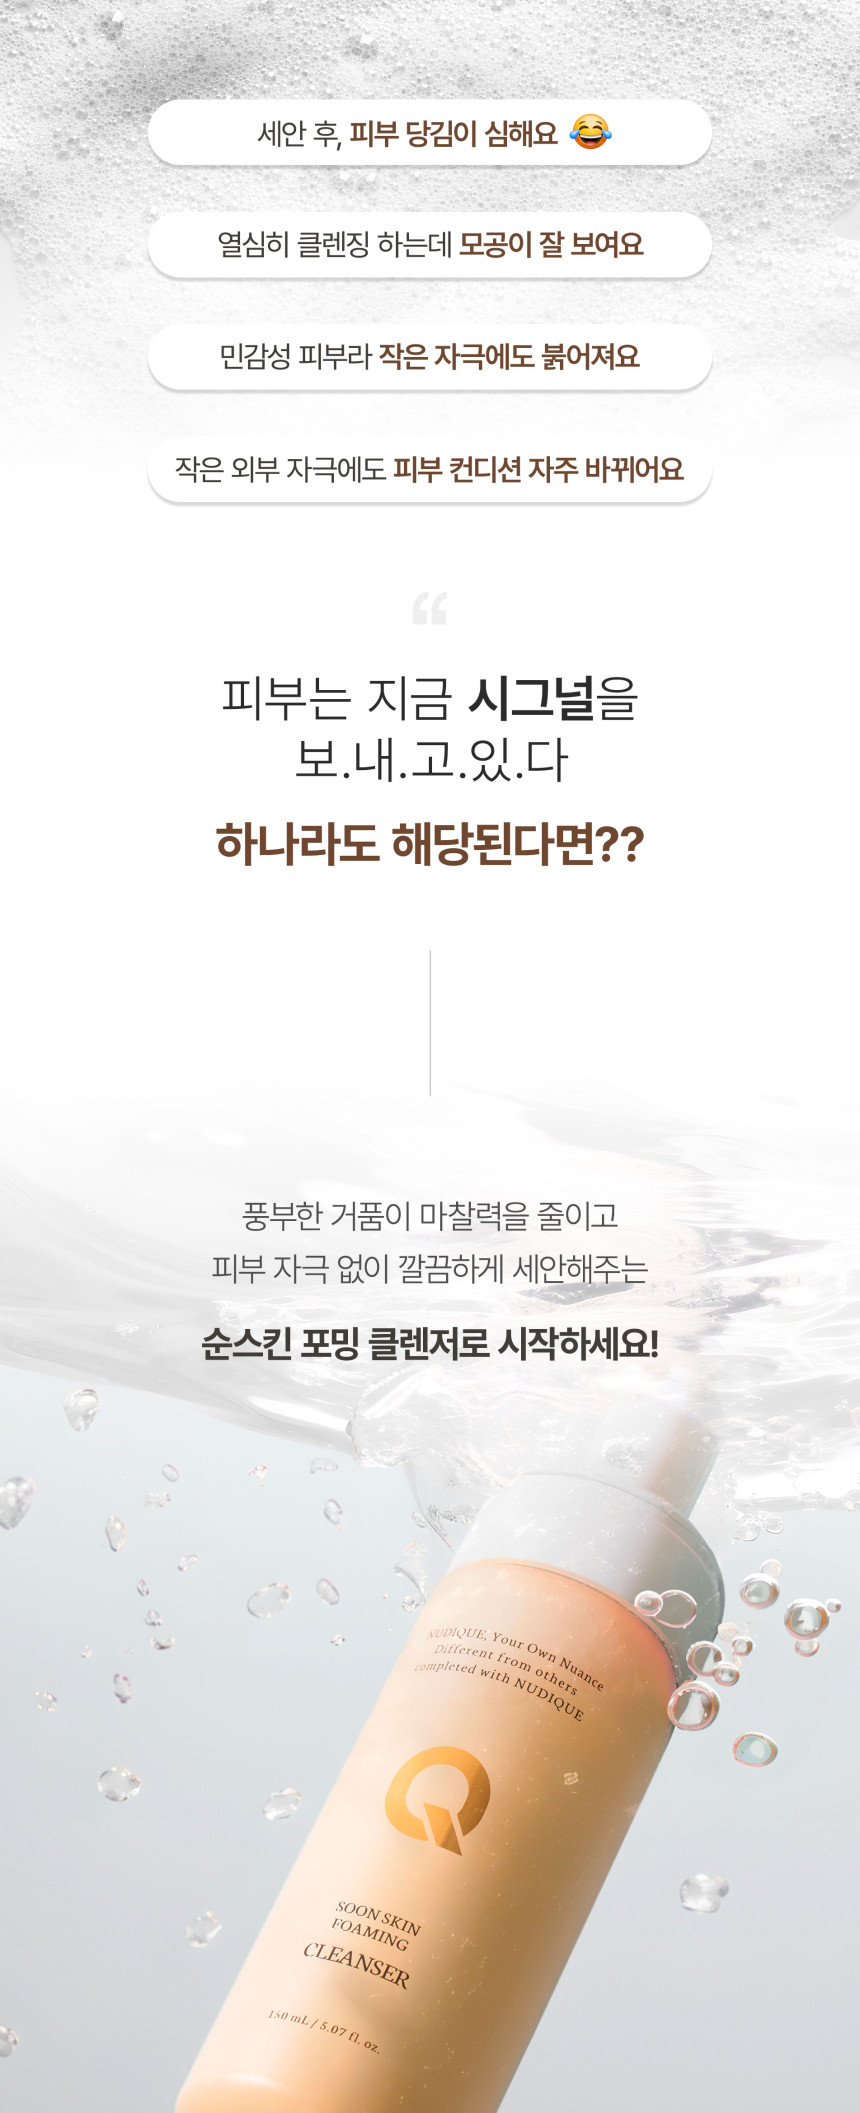 세안 후, 피부 당김이 심해요 😂
열심히 클렌징 하는데 모공이 잘 보여요
민감성 피부라 작은 자극에도 붉어져요
작은 외부 자극에도 피부 컨디션 자주 바뀌어요
“
피부는 지금 시그널을
보.내.고.있.다
하나라도 해당된다면??
풍부한 거품이 마찰력을 줄이고
피부 자극 없이 깔끔하게 세안해주는
순스킨 포밍 클렌저로 시작하세요!
NUDIQUE, Your Own Nuance
Different from others
completed with NUDIQUE
SOON SKIN
FOAMING
CLEANSER
150 mL / 5.07 fl. oz.